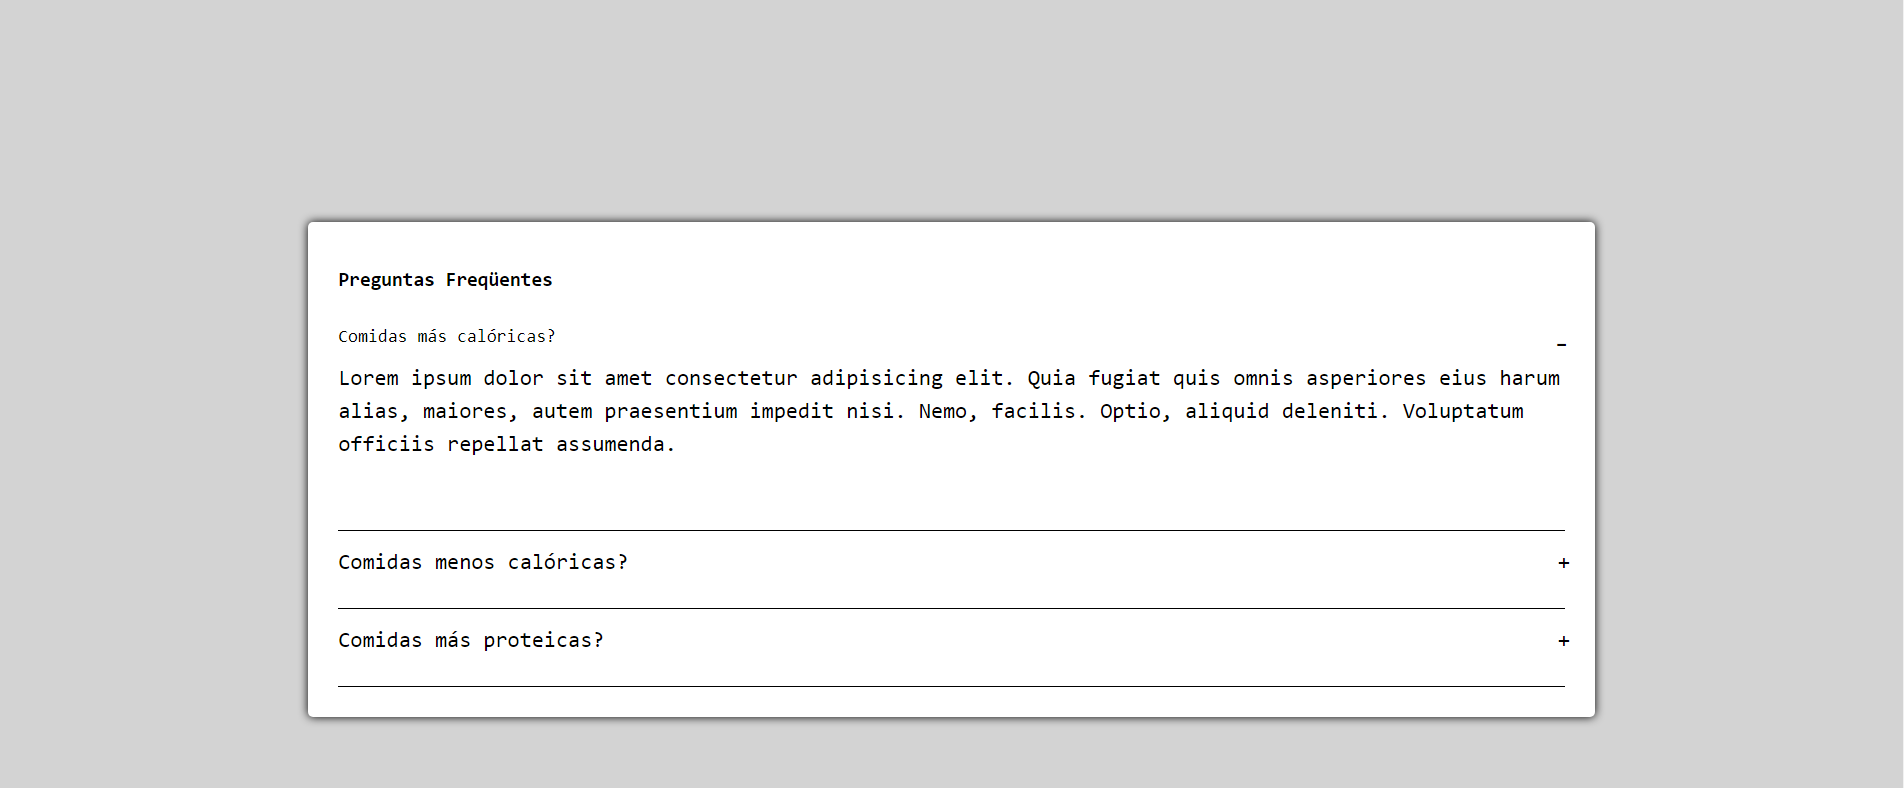 Preguntas Freqüentes
Comidas más calóricas?
–
Lorem ipsum dolor sit amet consectetur adipisicing elit. Quia fugiat quis omnis asperiores eius harum
alias, maiores, autem praesentium impedit nisi. Nemo, facilis. Optio, aliquid deleniti. Voluptatum
officiis repellat assumenda.
Comidas menos calóricas?
+
Comidas más proteicas?
+